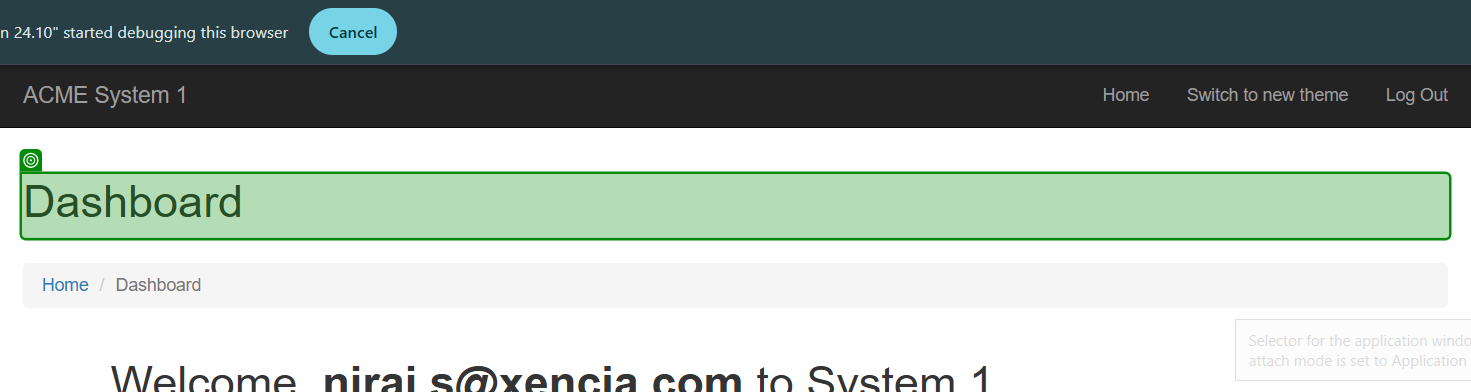 n 24.10" started debugging this browser Cancel
ACME System 1 Home Switch to new theme Log Out
Dashboard
Home / Dashboard
Selector for the application windo
attach mode is set to Application
Welcome, niraj.s@xencia.com to System 1